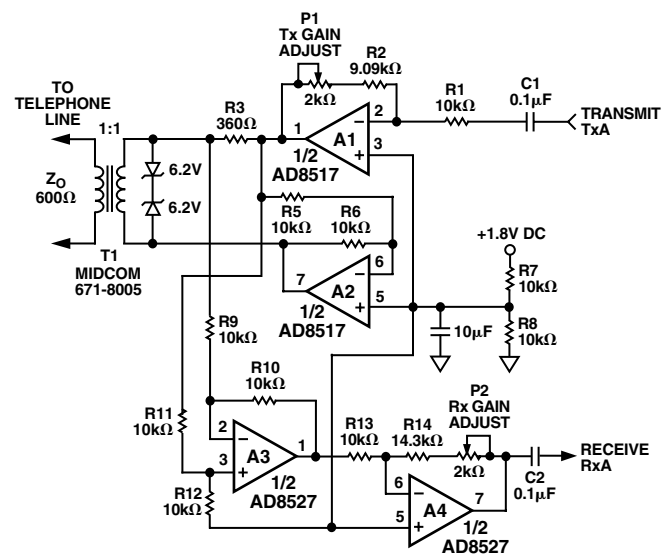 P1
Tx GAIN
ADJUST
2kΩ
R2
9.09kΩ
R1
10kΩ
C1
0.1μF
TRANSMIT
TxA
TO
TELEPHONE
LINE
1:1
R3
360Ω
1
A1
2
3
1/2
AD8517
ZO
600Ω
6.2V
6.2V
T1
MIDCOM
671-8005
R5
10kΩ
R6
10kΩ
6
7
A2
5
1/2
AD8517
+1.8V DC
R7
10kΩ
R8
10kΩ
10μF
R9
10kΩ
R10
10kΩ
R11
10kΩ
2
3
A3
1
1/2
AD8527
R12
10kΩ
R13
10kΩ
R14
14.3kΩ
P2
Rx GAIN
ADJUST
2kΩ
6
5
A4
7
1/2
AD8527
C2
0.1μF
RECEIVE
RxA